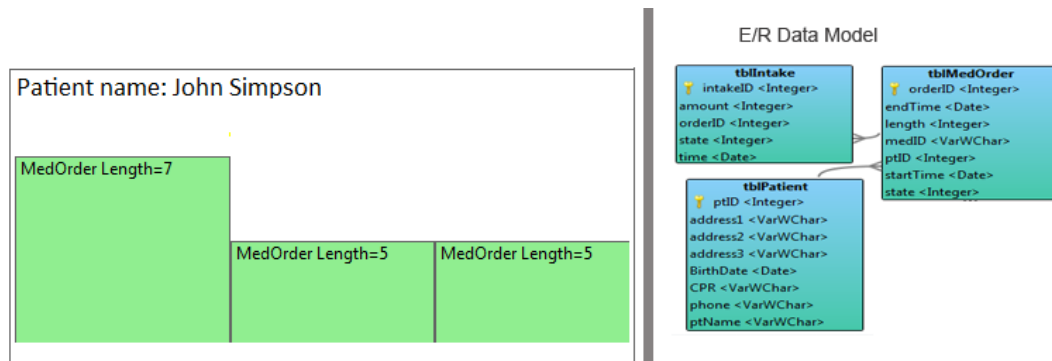 Patient name: John Simpson
MedOrder Length=7
MedOrder Length=5
MedOrder Length=5
E/R Data Model
tblIntake
intakeID <Integer>
amount <Integer>
orderID <Integer>
state <Integer>
time <Date>
tblMedOrder
orderID <Integer>
endTime <Date>
length <Integer>
medID <VarWChar>
ptID <Integer>
startTime <Date>
state <Integer>
tblPatient
ptID <Integer>
address1 <VarWChar>
address2 <VarWChar>
address3 <VarWChar>
BirthDate <Date>
CPR <VarWChar>
phone <VarWChar>
ptName <VarWChar>